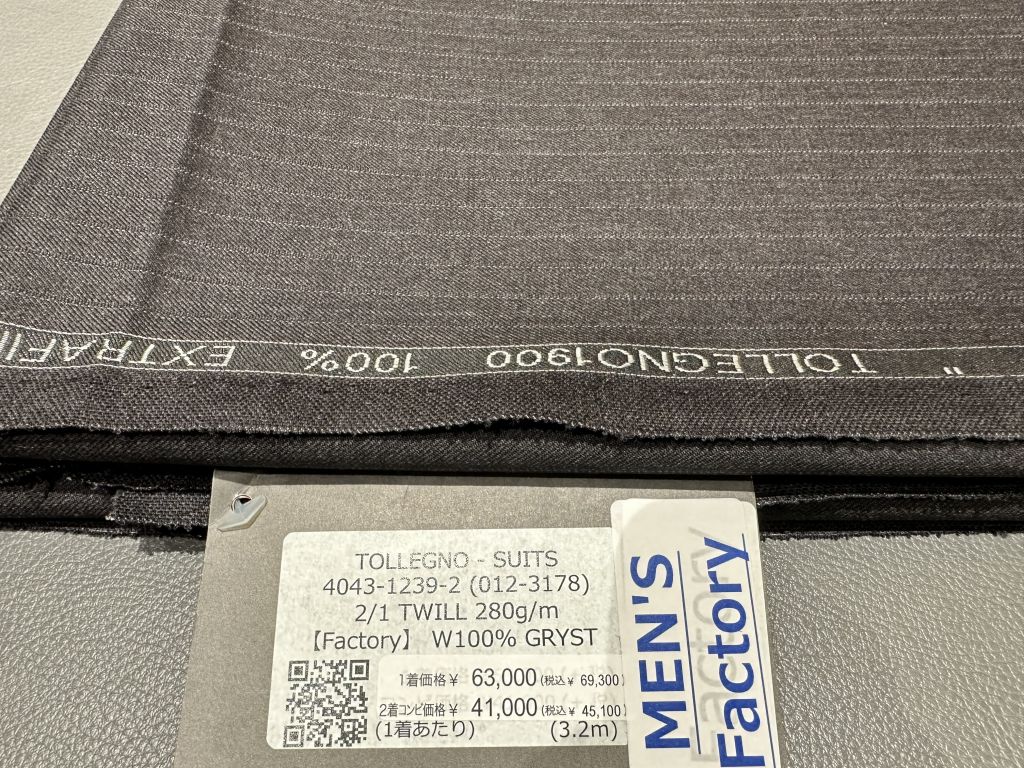 " TOLLEGNO1900 100% EXTRAFI
TOLLEGNO - SUITS
4043-1239-2 (012-3178)
2/1 TWILL 280g/m
【Factory】 W100% GRYST
1着価格¥ 63,000 (税込¥ 69,300)
2着コンビ価格¥ 41,000 (税込¥ 45,100)
(1着あたり) (3.2m)
MEN'S
Factory